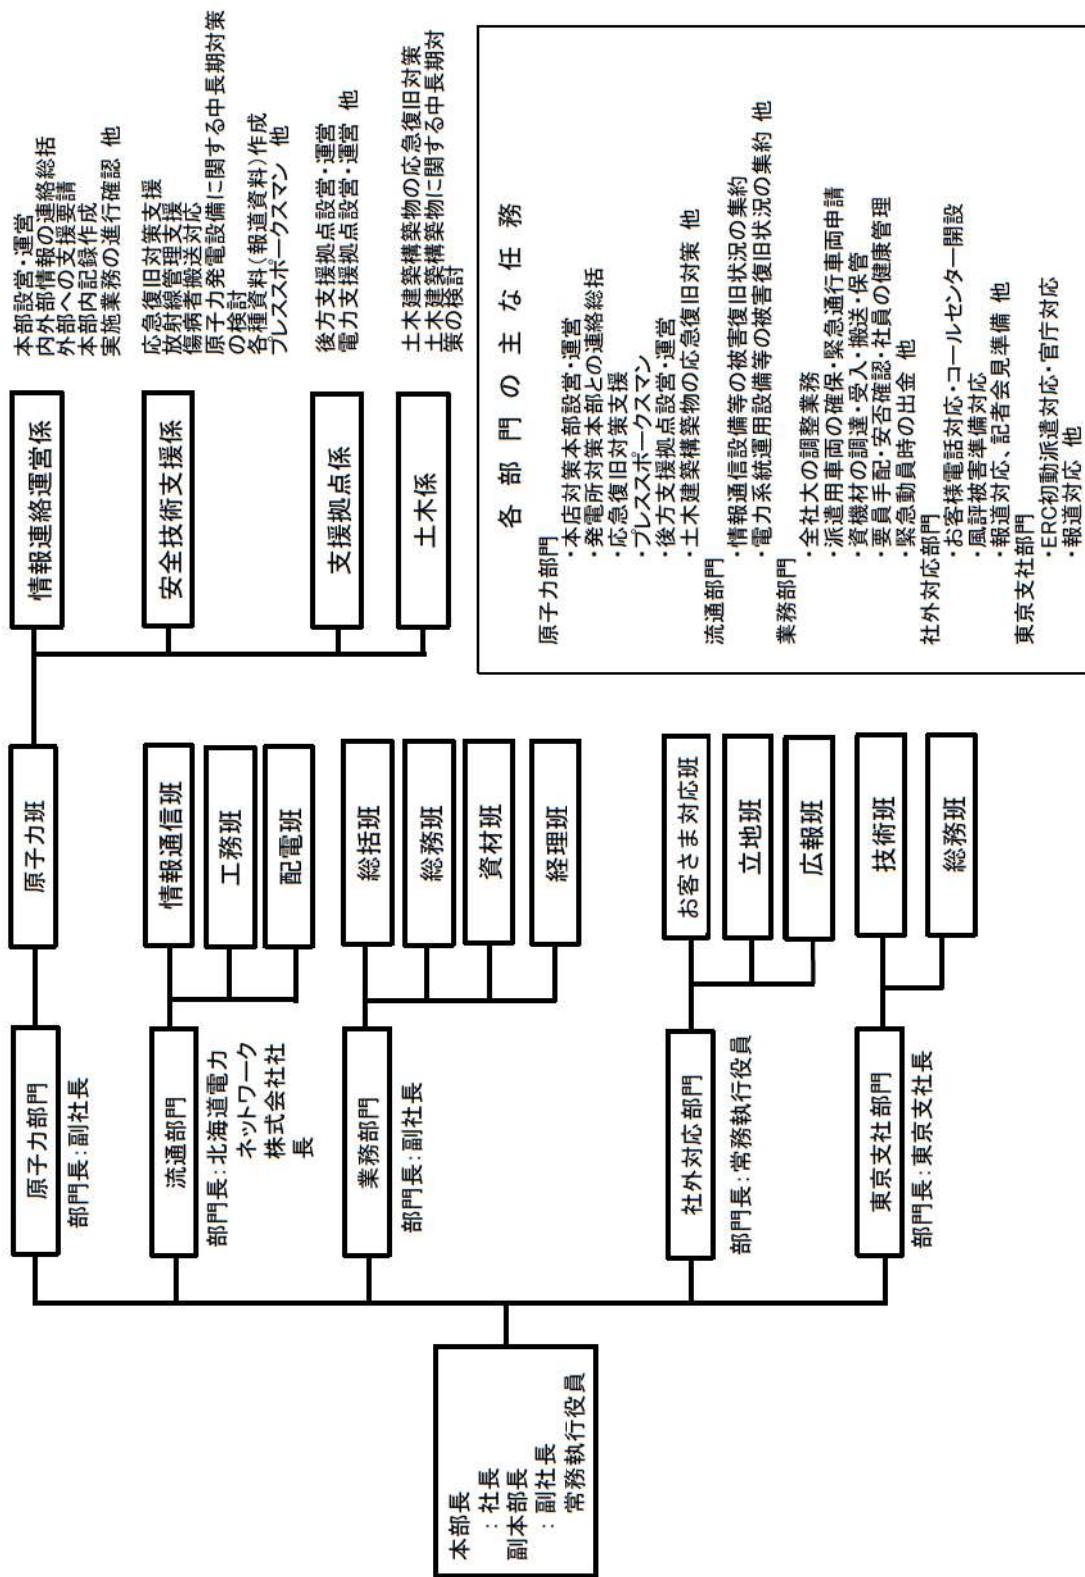 本部長
：社長
副本部長
：副社長
常務執行役員
原子力部門
部門長：副社長
原子力班
情報連絡運営係
本部設営・運営
内外部情報の連絡総括
外部への支援要請
本部内記録作成
実施業務の進行確認 他
安全技術支援係
応急復旧対策支援
放射線管理支援
傷病者搬送対応
原子力発電設備に関する中長期対策
の検討
各種資料（報道資料）作成
プレススポークスマン 他
支援拠点係
後方支援拠点設営・運営
電力支援拠点設営・運営 他
土木係
土木建築構築物の応急復旧対策
土木建築構築物に関する中長期対
策の検討
流通部門
部門長：北海道電力
ネットワーク
株式会社社
長
情報通信班
工務班
配電班
業務部門
部門長：副社長
総括班
総務班
資材班
経理班
社外対応部門
部門長：常務執行役員
お客さま対応班
立地班
広報班
東京支社部門
部門長：東京支社長
技術班
総務班
各部門の主な任務
原子力部門
・本店対策本部設営・運営
・発電所対策本部との連絡総括
・応急復旧対策支援
・プレススポークスマン
・後方支援拠点設営・運営
・土木建築構築物の応急復旧対策 他
流通部門
・情報通信設備等の被害復旧状況の集約
・電力系統運用設備等の被害復旧状況の集約 他
業務部門
・全社大の調整業務
・派遣用車両の確保・緊急通行車両申請
・資機材の調達・受入・搬送・保管
・要員手配・安否確認・社員の健康管理
・緊急動員時の出金 他
社外対応部門
・お客様電話対応・コールセンター開設
・風評被害準備対応
・報道対応、記者会見準備 他
東京支社部門
・ERC初動派遣対応・官庁対応
・報道対応 他